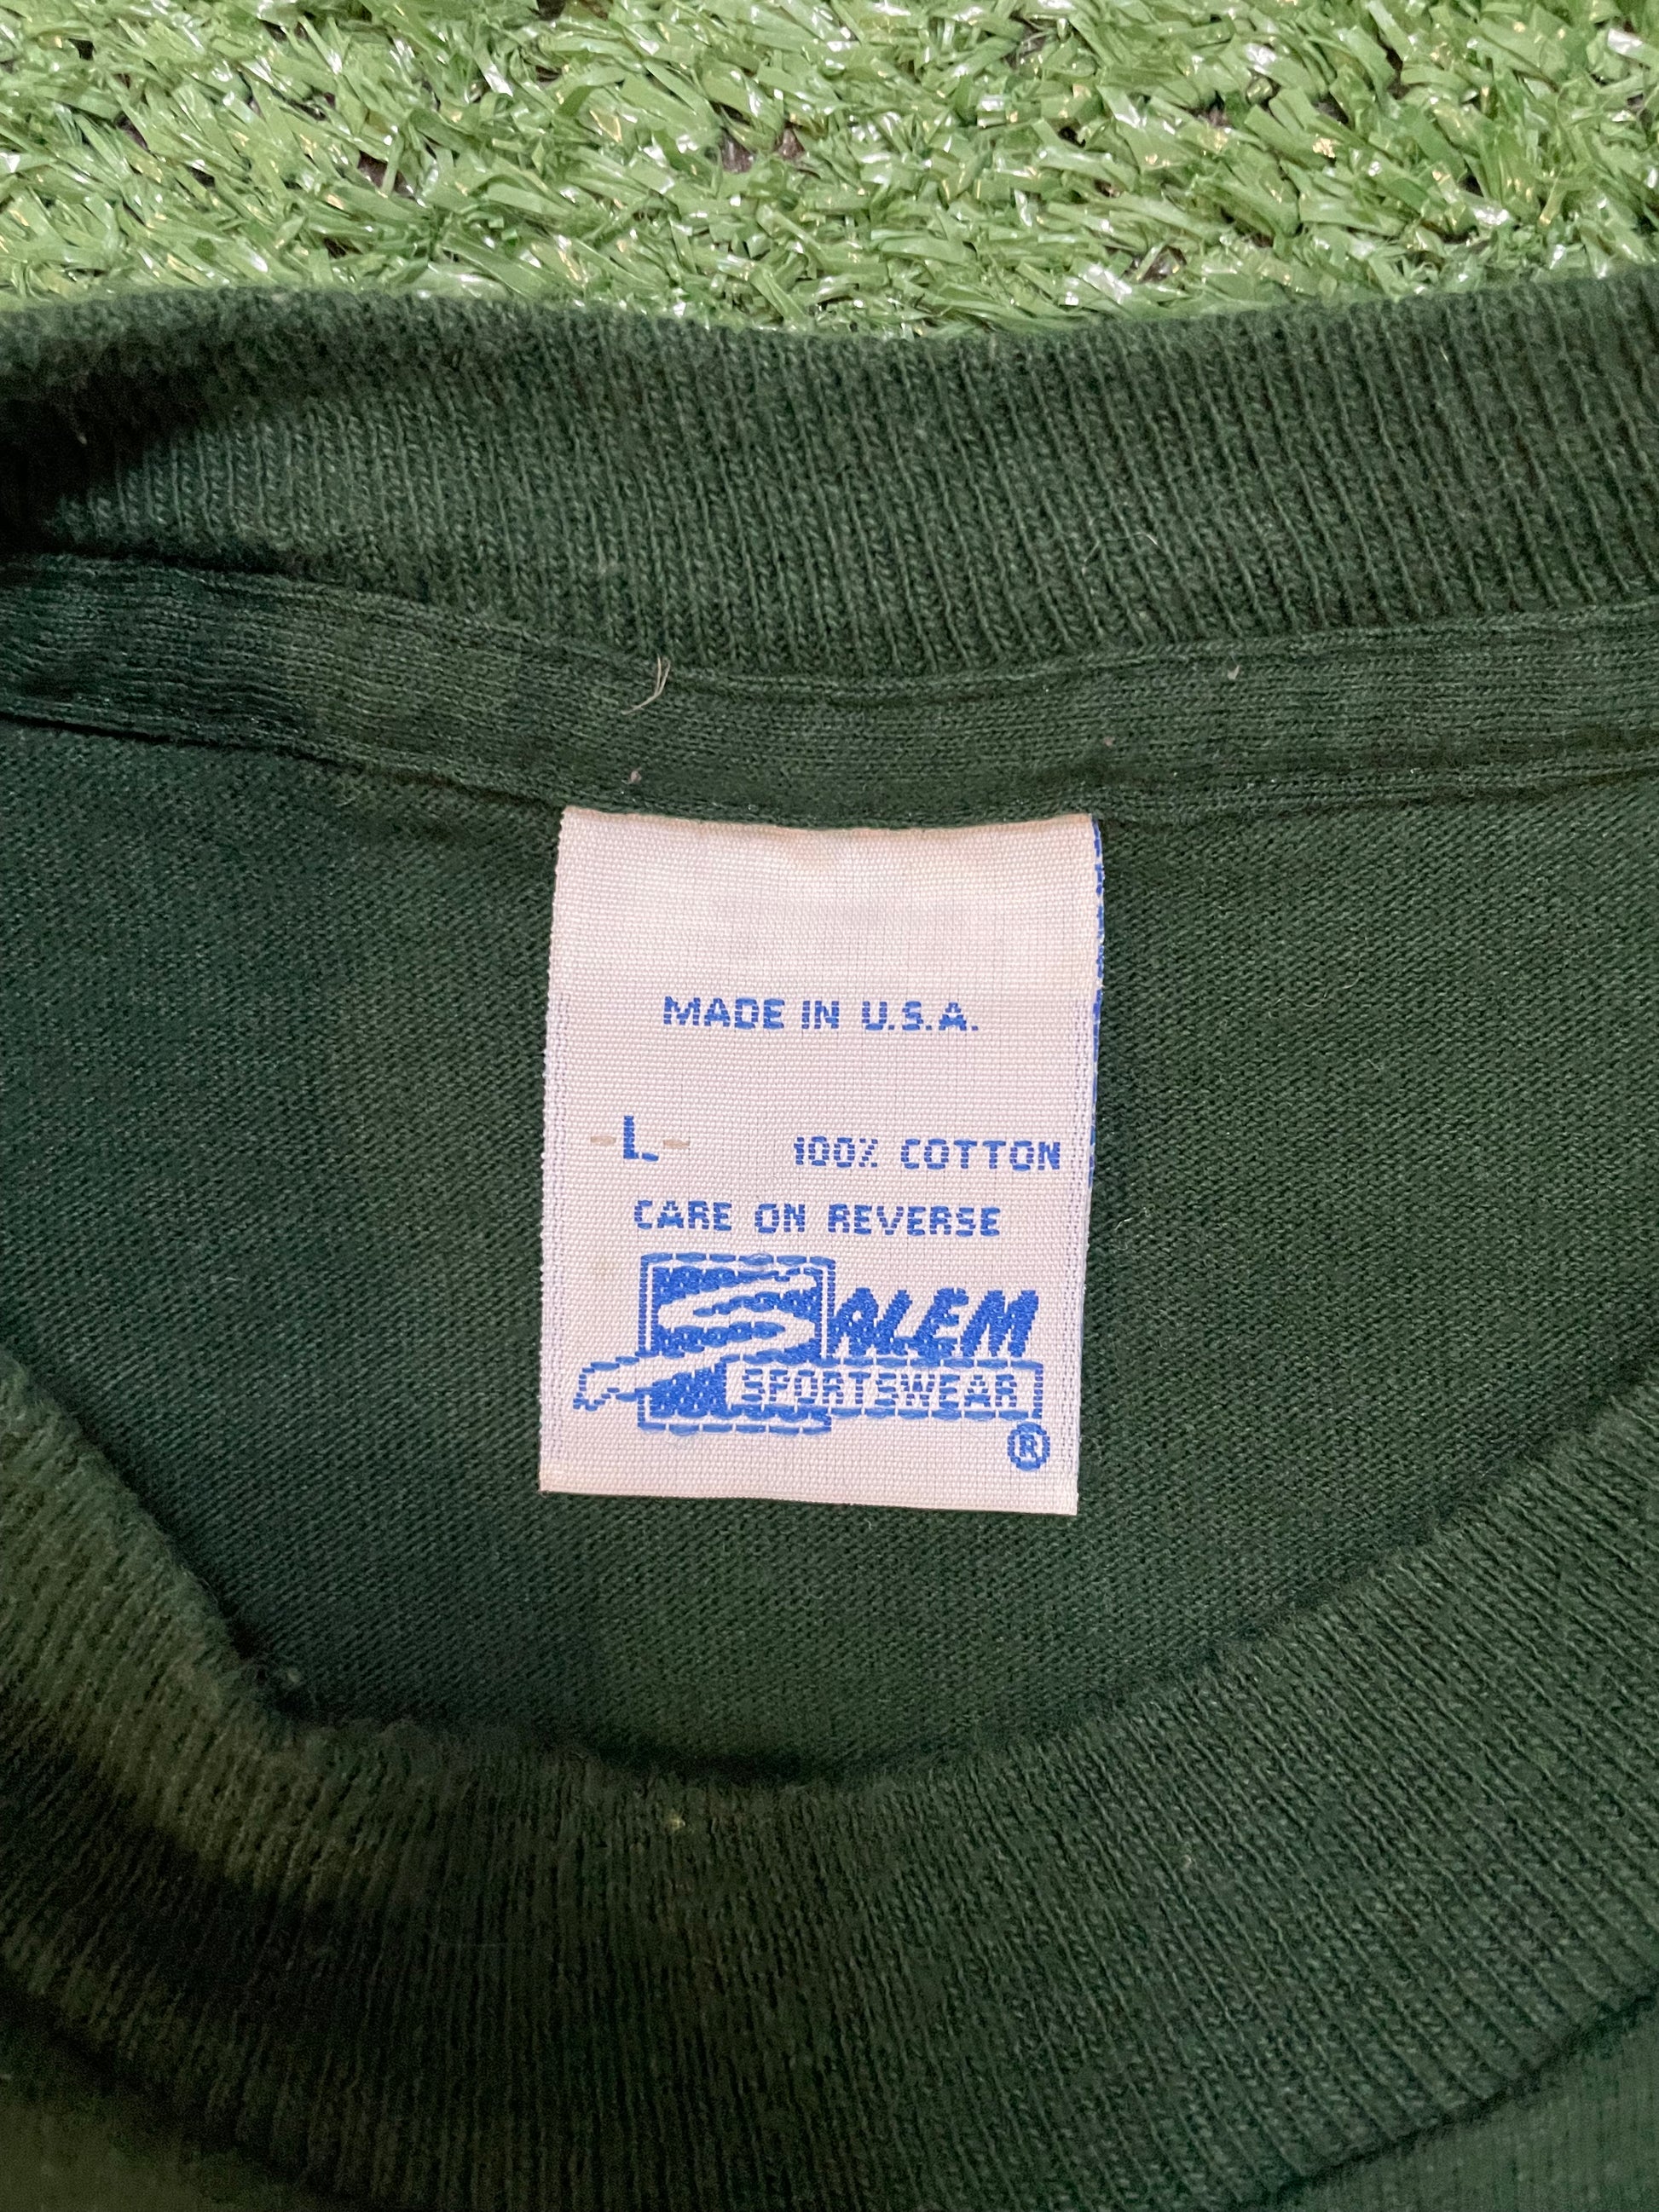 MADE IN U.S.A.
-L- 100% COTTON
CARE ON REVERSE
SALEM
SPORTSWEAR
®